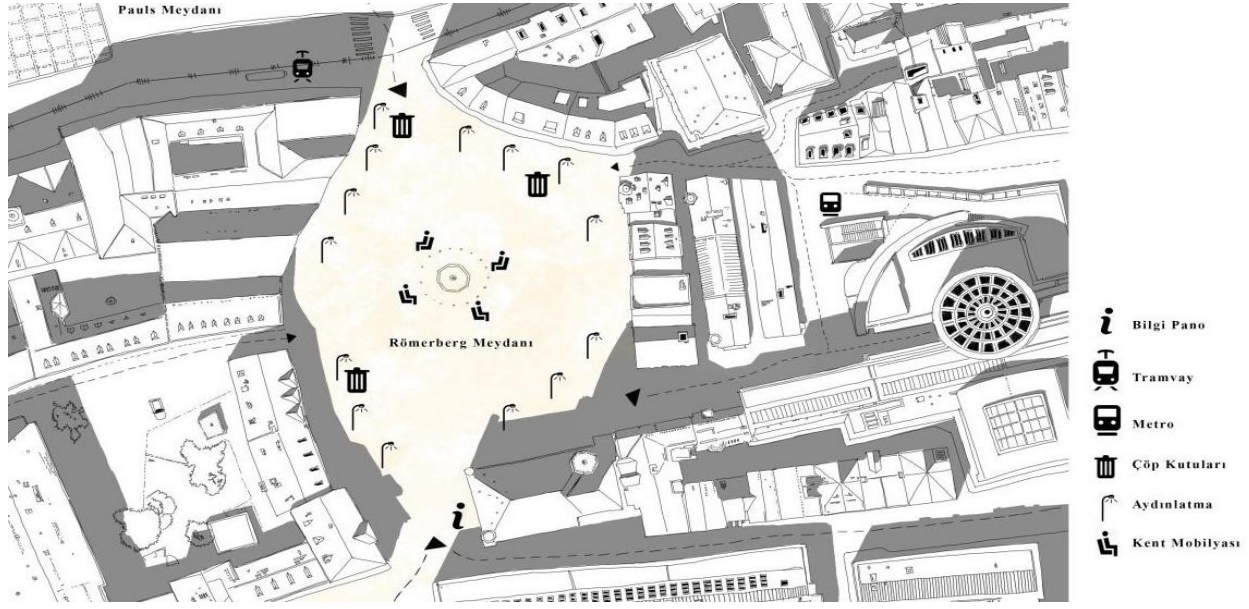 Pauls Meydanı
Römerberg Meydanı
Bilgi Pano
Tramvay
Metro
Çöp Kutuları
Aydınlatma
Kent Mobilyası